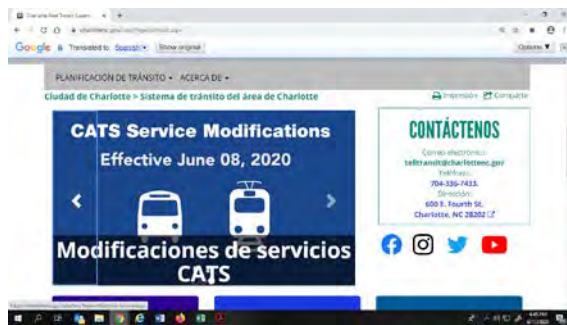 Google Translated to: Spanish Show original Options
PLANIFICACIÓN DE TRÁNSITO ACERCA DE
Ciudad de Charlotte > Sistema de tránsito del área de Charlotte
Impresión Compartir
CATS Service Modifications
Effective June 08, 2020
Modificaciones de servicios
CATS
CONTÁCTENOS
Correo electrónico:
telltransit@charlottenc.gov
Teléfono:
704-336-7433.
Dirección:
600 E. Fourth St.
Charlotte, NC 28202